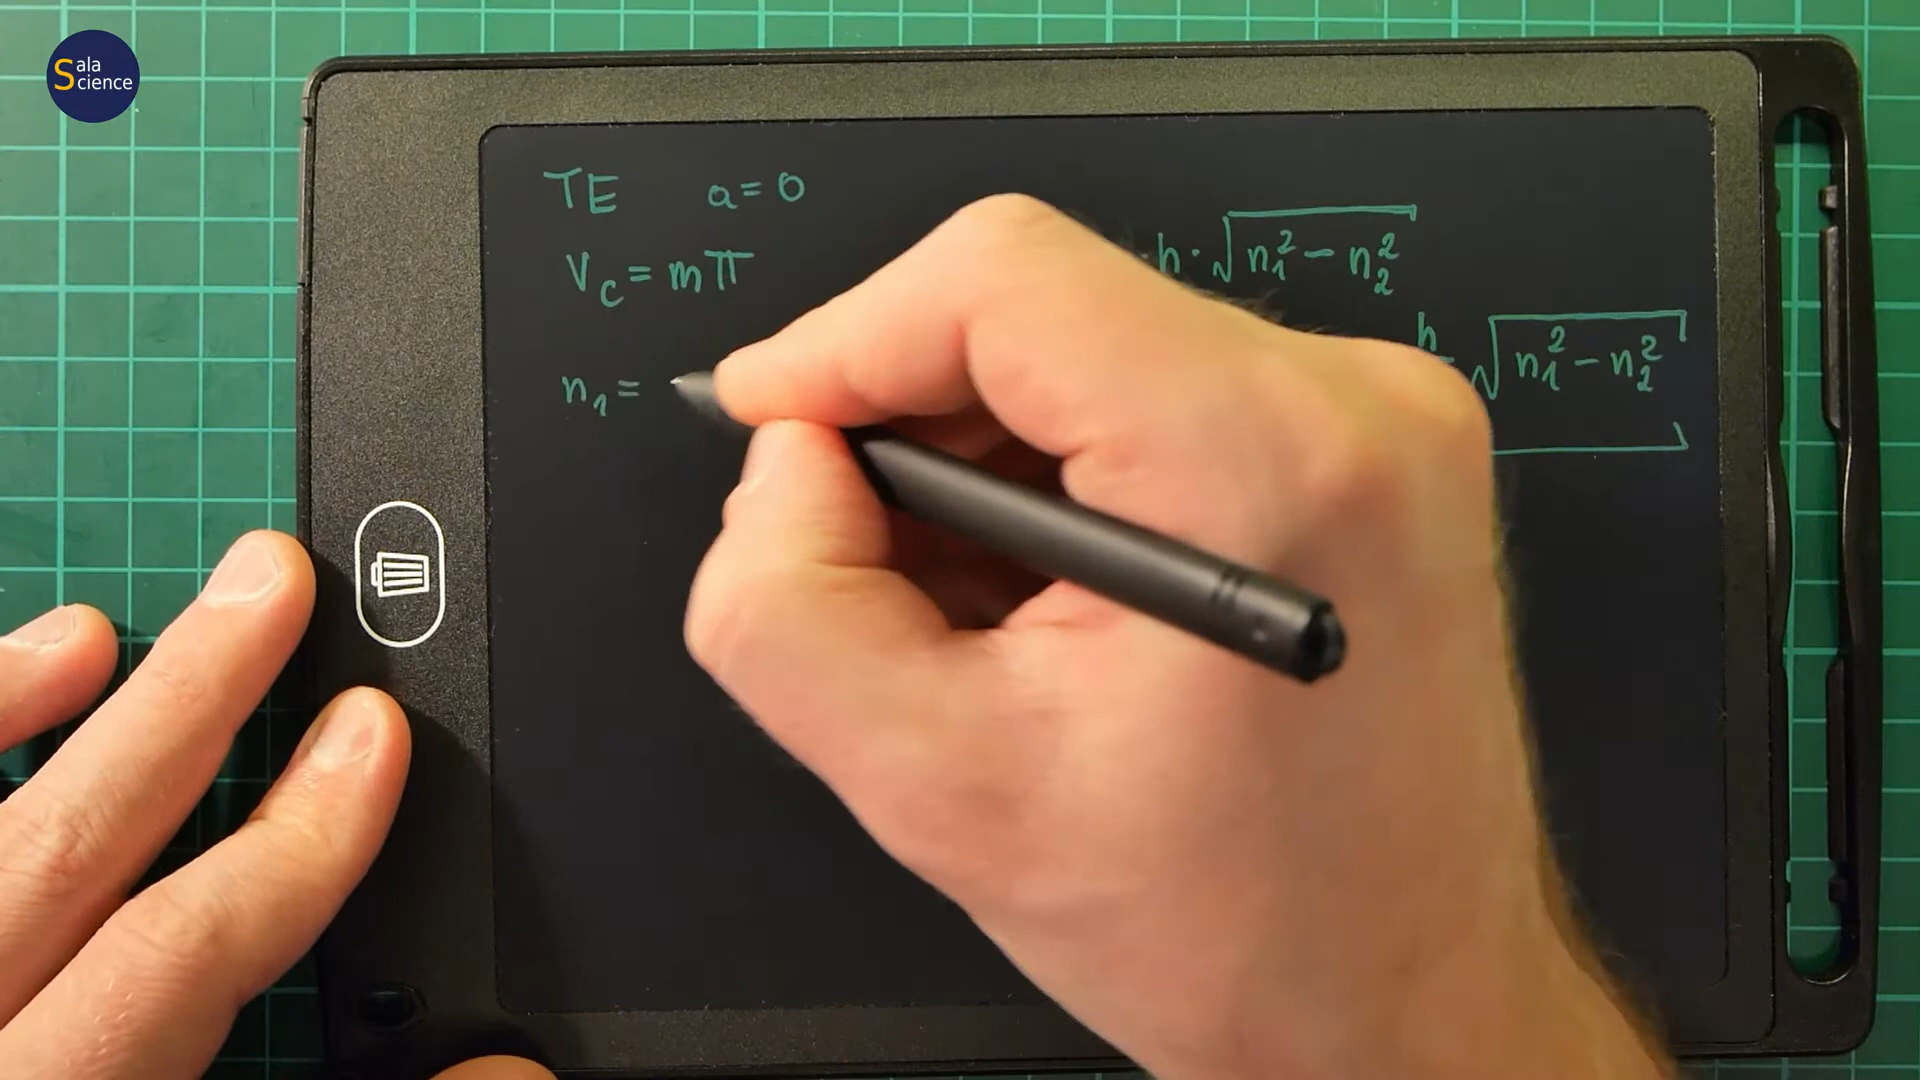 Sala
Science
TE a=0
V_c = mπ
·h·√(n₁² − n₂²)
h √(n₁² − n₂²)
n₁ =